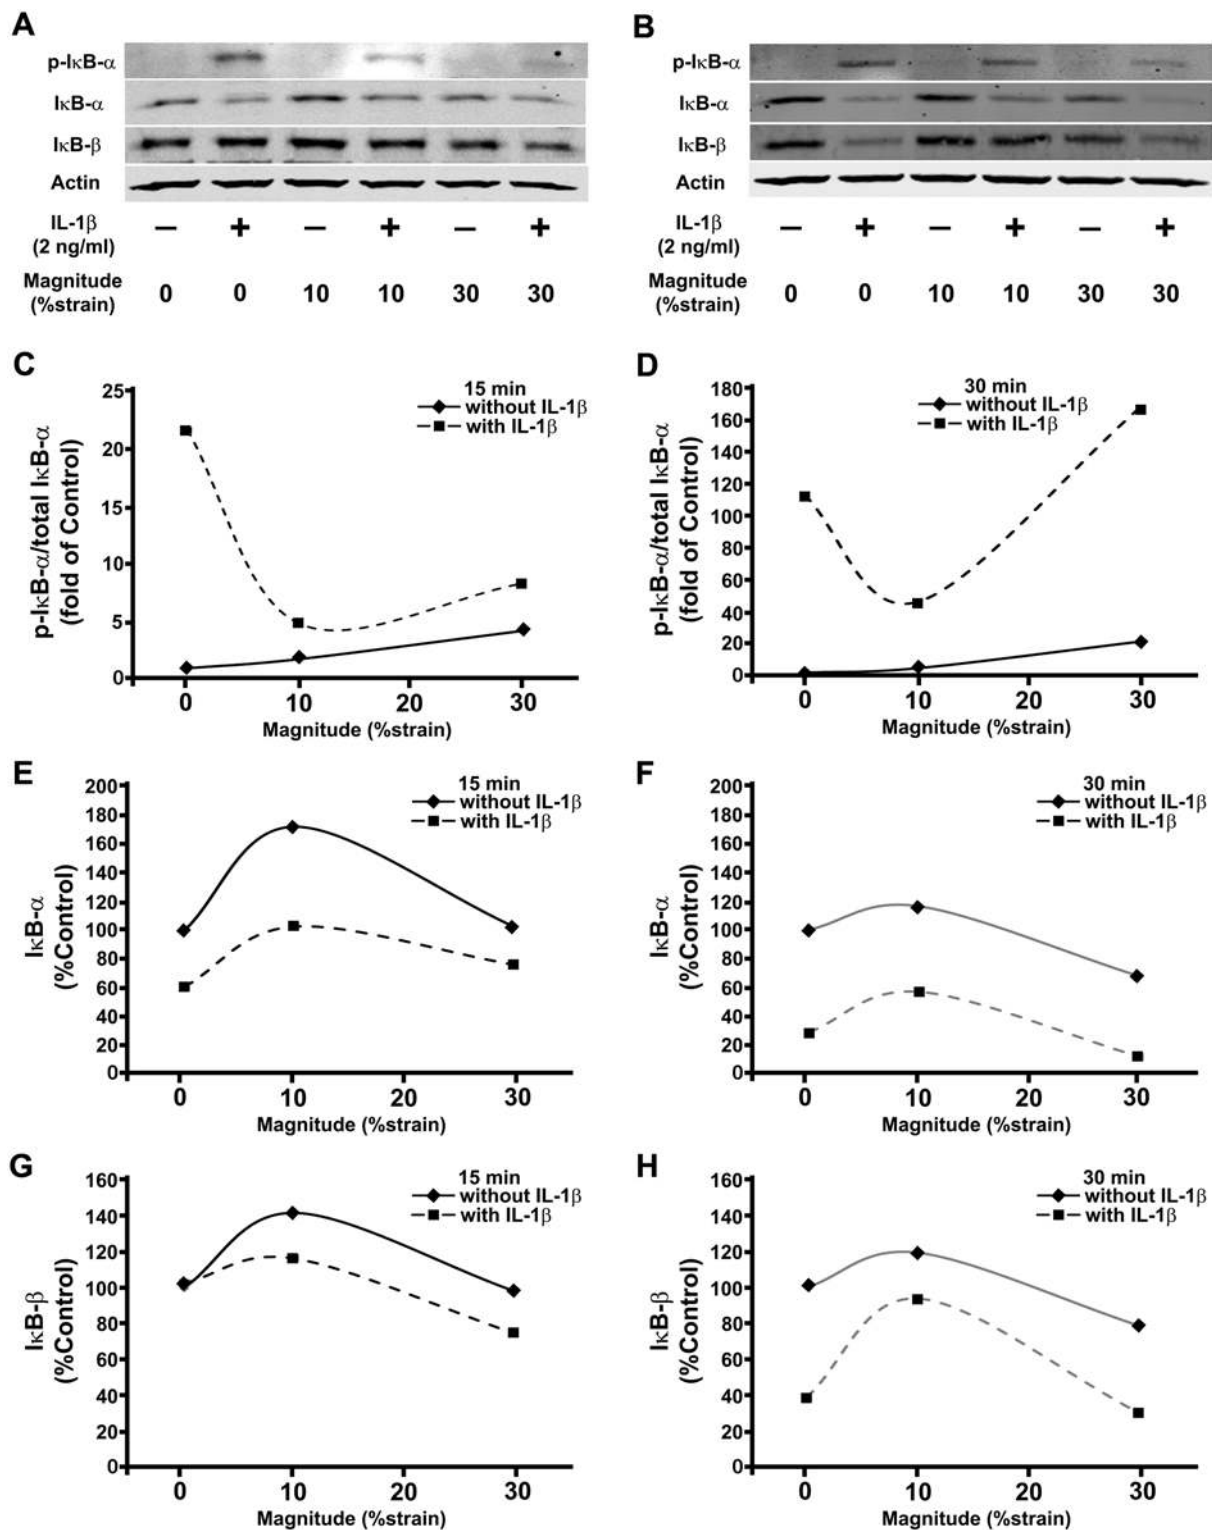 A
p-IκB-α
IκB-α
IκB-β
Actin
IL-1β
(2 ng/ml)
− + − + − +
Magnitude
(%strain)
0 0 10 10 30 30
B
p-IκB-α
IκB-α
IκB-β
Actin
IL-1β
(2 ng/ml)
− + − + − +
Magnitude
(%strain)
0 0 10 10 30 30
C
p-IκB-α/total IκB-α
(fold of Control)
25
20
15
10
5
0
15 min
without IL-1β
with IL-1β
0 10 20 30
Magnitude (%strain)
D
p-IκB-α/total IκB-α
(fold of Control)
180
160
140
120
100
80
60
40
20
0
30 min
without IL-1β
with IL-1β
0 10 20 30
Magnitude (%strain)
E
IκB-α
(%Control)
200
180
160
140
120
100
80
60
40
20
0
15 min
without IL-1β
with IL-1β
0 10 20 30
Magnitude (%strain)
F
IκB-α
(%Control)
200
180
160
140
120
100
80
60
40
20
0
30 min
without IL-1β
with IL-1β
0 10 20 30
Magnitude (%strain)
G
IκB-β
(%Control)
160
140
120
100
80
60
40
20
0
15 min
without IL-1β
with IL-1β
0 10 20 30
Magnitude (%strain)
H
IκB-β
(%Control)
160
140
120
100
80
60
40
20
0
30 min
without IL-1β
with IL-1β
0 10 20 30
Magnitude (%strain)